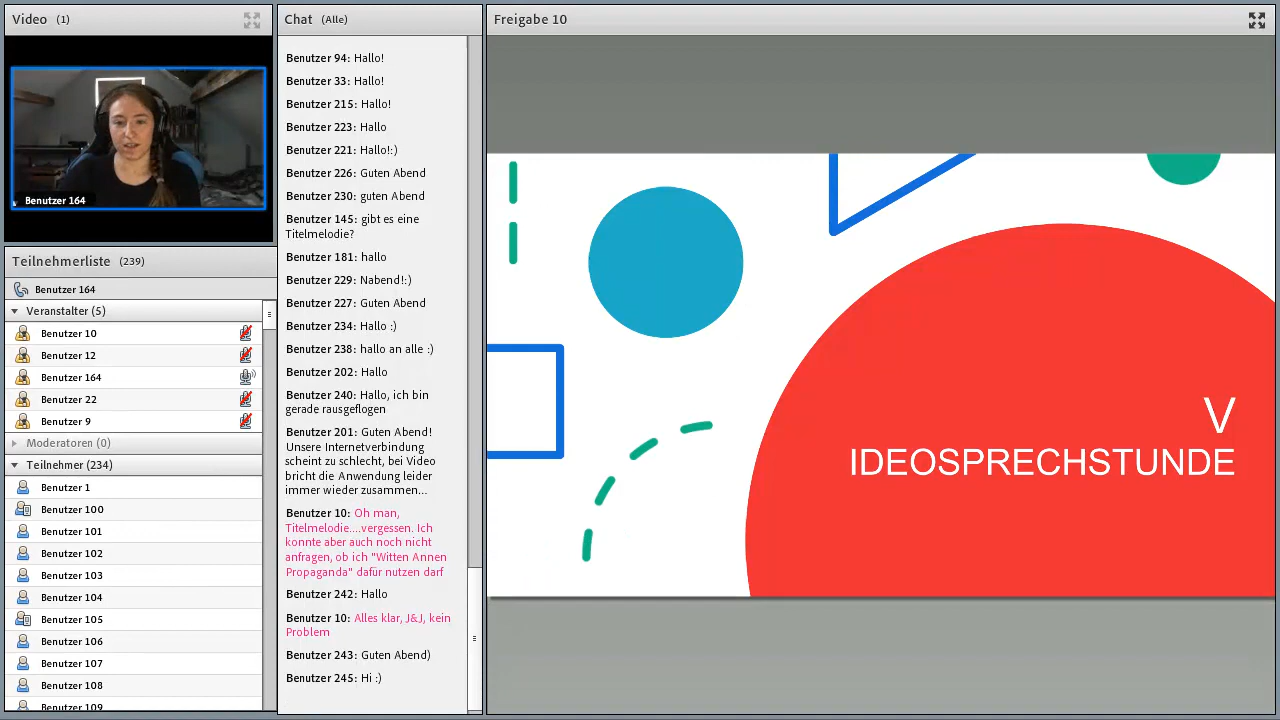 Video (1)
Benutzer 164
Teilnehmerliste (239)
Benutzer 164
Veranstalter (5)
Benutzer 10
Benutzer 12
Benutzer 164
Benutzer 22
Benutzer 9
Moderatoren (0)
Teilnehmer (234)
Benutzer 1
Benutzer 100
Benutzer 101
Benutzer 102
Benutzer 103
Benutzer 104
Benutzer 105
Benutzer 106
Benutzer 107
Benutzer 108
Benutzer 109
Chat (Alle)
Benutzer 94: Hallo!
Benutzer 33: Hallo!
Benutzer 215: Hallo!
Benutzer 223: Hallo
Benutzer 221: Hallo!:)
Benutzer 226: Guten Abend
Benutzer 230: guten Abend
Benutzer 145: gibt es eine
Titelmelodie?
Benutzer 181: hallo
Benutzer 229: Nabend!:)
Benutzer 227: Guten Abend
Benutzer 234: Hallo :)
Benutzer 238: hallo an alle :)
Benutzer 202: Hallo
Benutzer 240: Hallo, ich bin
gerade rausgeflogen
Benutzer 201: Guten Abend!
Unsere Internetverbindung
scheint zu schlecht, bei Video
bricht die Anwendung leider
immer wieder zusammen...
Benutzer 10: Oh man,
Titelmelodie....vergessen. Ich
konnte aber auch noch nicht
anfragen, ob ich "Witten Annen
Propaganda" dafür nutzen darf
Benutzer 242: Hallo
Benutzer 10: Alles klar, J&J, kein
Problem
Benutzer 243: Guten Abend)
Benutzer 245: Hi :)
Freigabe 10
V
IDEOSPRECHSTUNDE